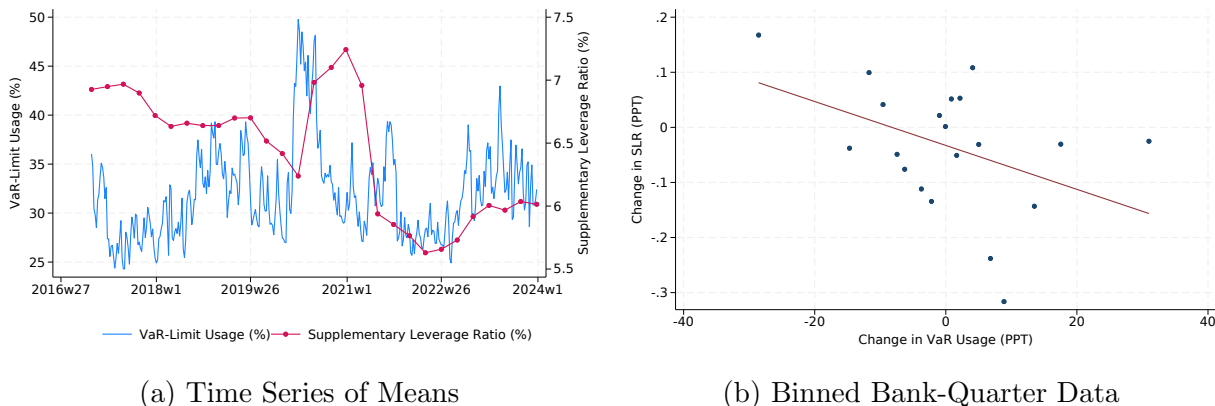 50
45
40
35
30
25
VaR-Limit Usage (%)
7.5
7
6.5
6
5.5
Supplementary Leverage Ratio (%)
2016w27 2018w1 2019w26 2021w1 2022w26 2024w1
VaR-Limit Usage (%) Supplementary Leverage Ratio (%)
(a) Time Series of Means
.2
.1
0
-.1
-.2
-.3
Change in SLR (PPT)
-40 -20 0 20 40
Change in VaR Usage (PPT)
(b) Binned Bank-Quarter Data